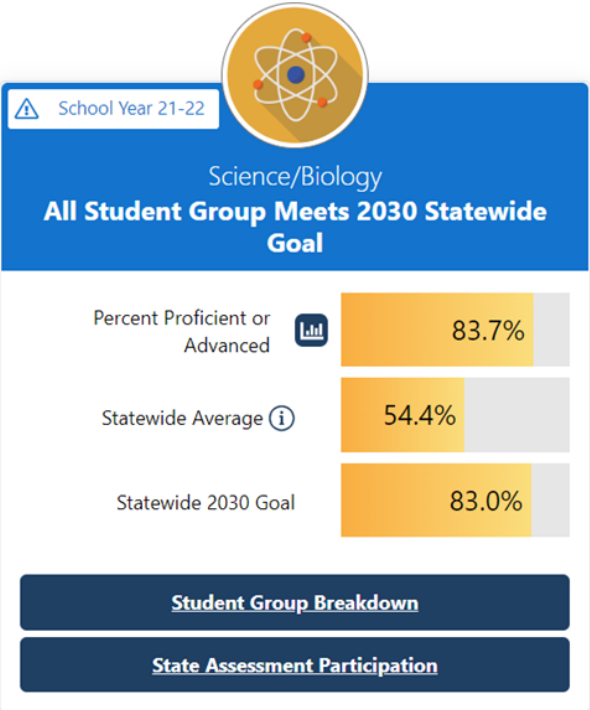 School Year 21-22
Science/Biology
All Student Group Meets 2030 Statewide
Goal
Percent Proficient or
Advanced
83.7%
Statewide Average
54.4%
Statewide 2030 Goal
83.0%
Student Group Breakdown
State Assessment Participation